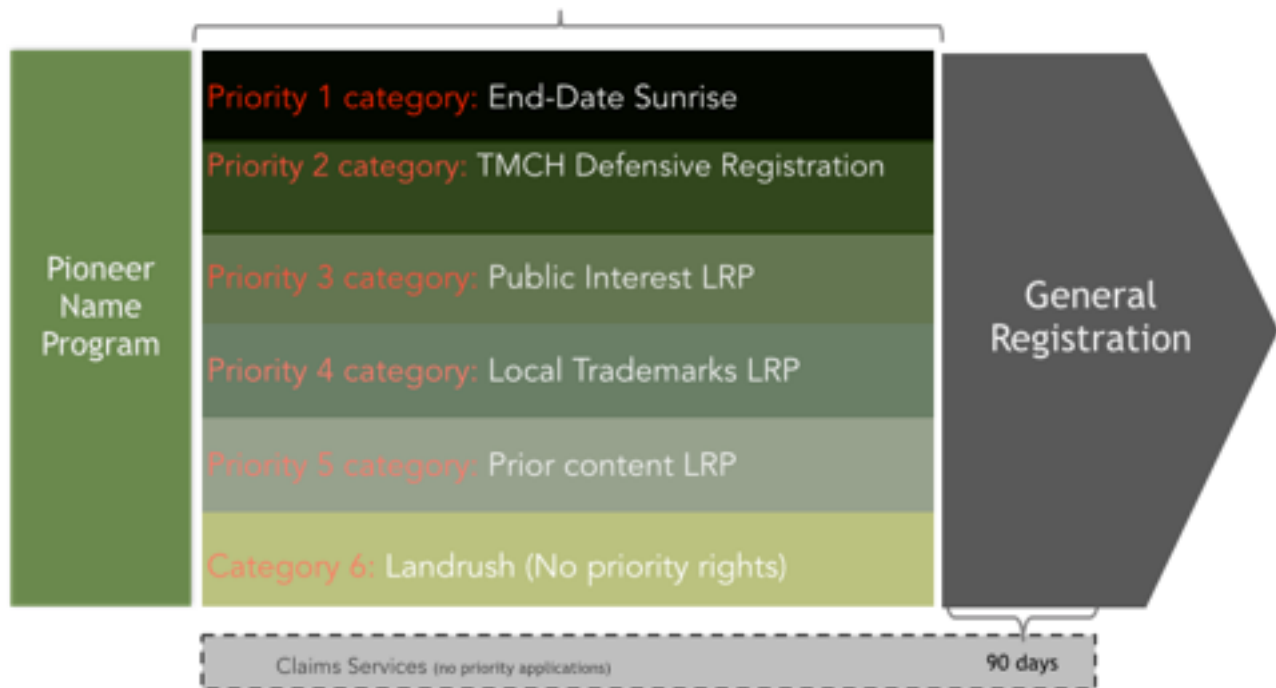 Priority 1 category: End-Date Sunrise
Priority 2 category: TMCH Defensive Registration
Priority 3 category: Public Interest LRP
Priority 4 category: Local Trademarks LRP
Priority 5 category: Prior content LRP
Category 6: Landrush (No priority rights)
Pioneer
Name
Program
General
Registration
Claims Services (no priority applications)
90 days